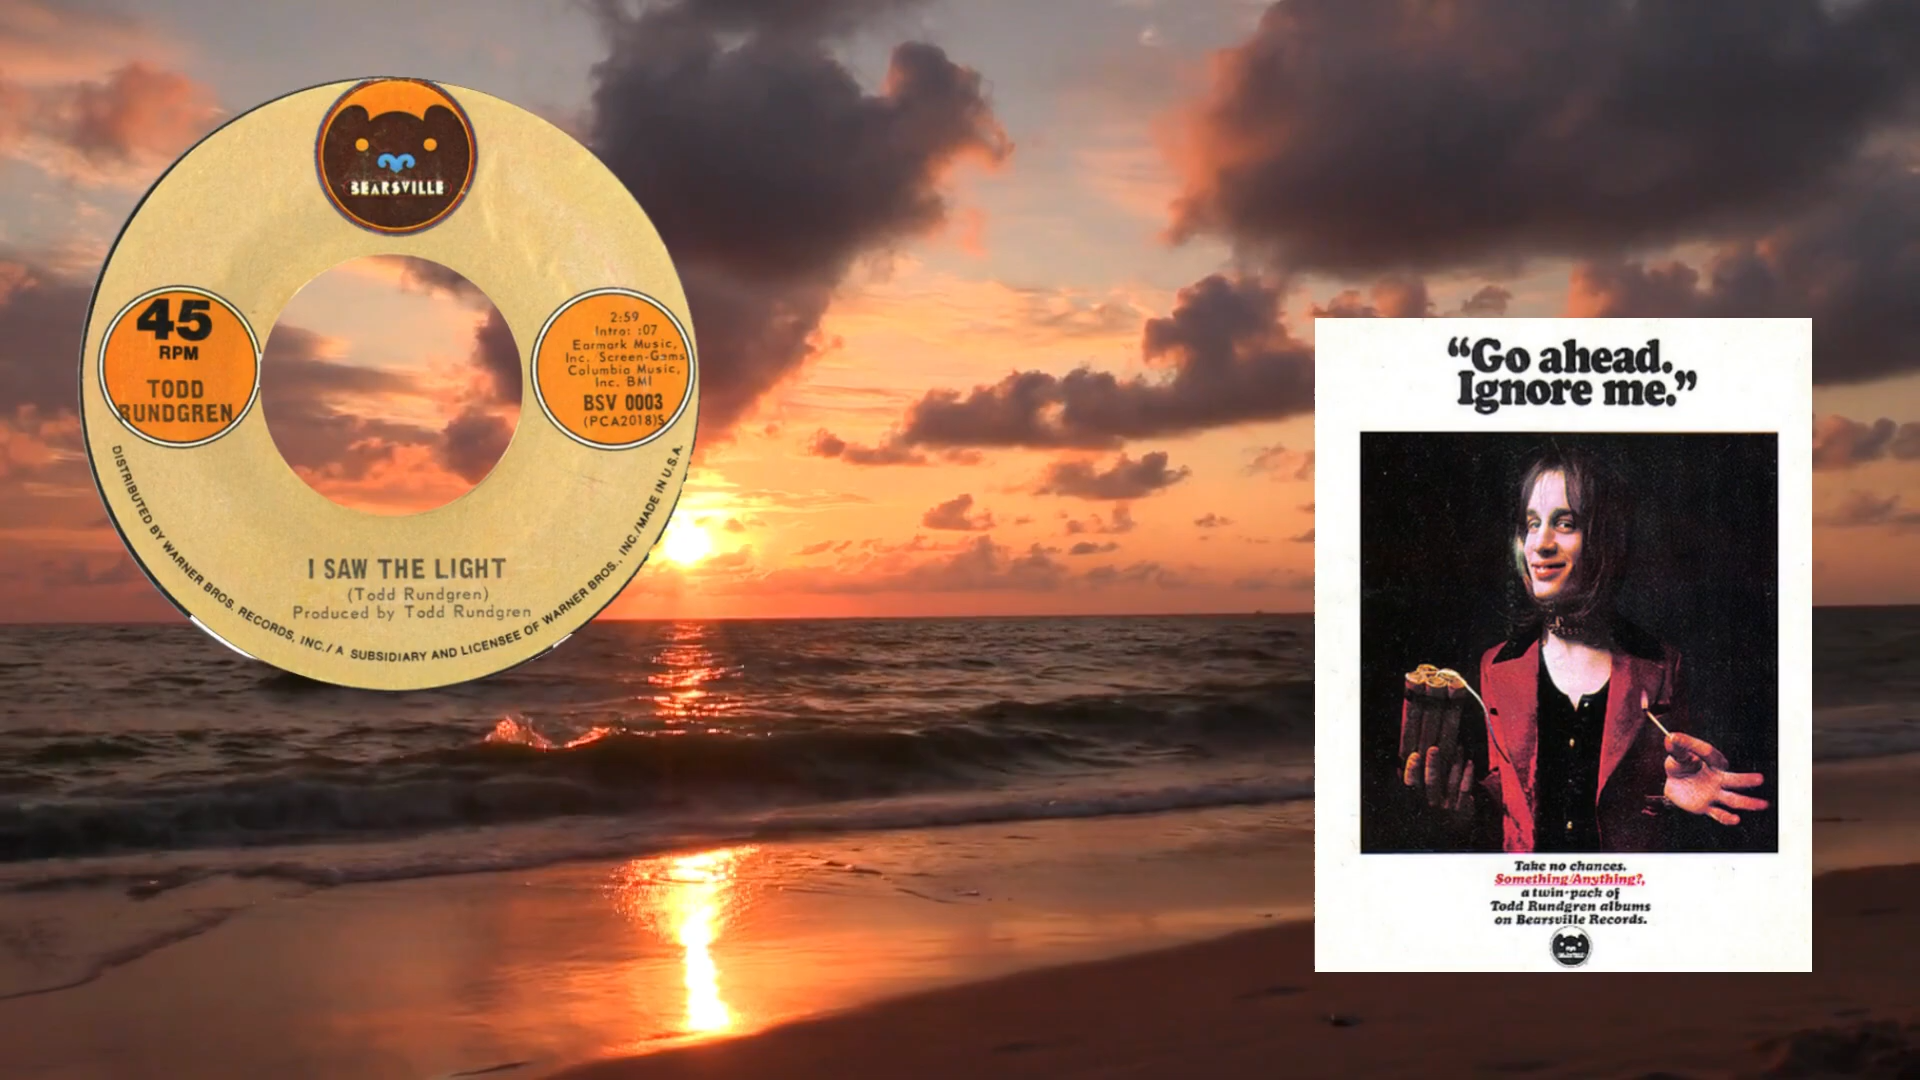 BEARSVILLE
45
RPM
TODD
RUNDGREN
2:59
Intro: :07
Earmark Music,
Inc. Screen-Gems
Columbia Music,
Inc. BMI
BSV 0003
(PCA2018)S
I SAW THE LIGHT
(Todd Rundgren)
Produced by Todd Rundgren
DISTRIBUTED BY WARNER BROS. RECORDS, INC./A SUBSIDIARY AND LICENSEE OF WARNER BROS., INC./MADE IN U.S.A.
“Go ahead.
Ignore me.”
Take no chances.
Something/Anything?,
a twin-pack of
Todd Rundgren albums
on Bearsville Records.